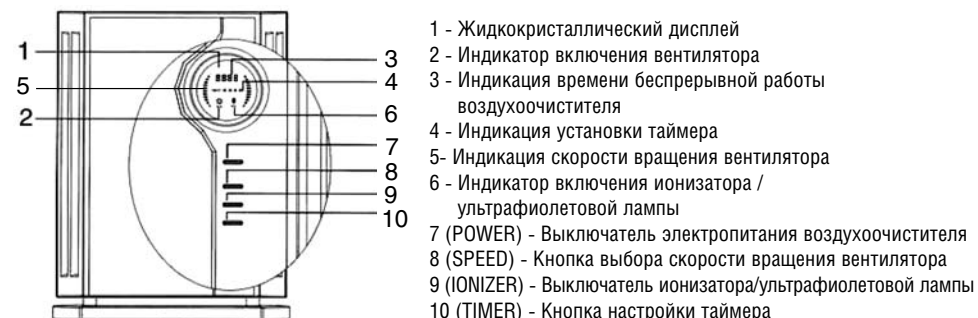 1
5
2
3
4
6
7
8
9
10
1 - Жидкокристаллический дисплей
2 - Индикатор включения вентилятора
3 - Индикация времени беспрерывной работы
воздухоочистителя
4 - Индикация установки таймера
5- Индикация скорости вращения вентилятора
6 - Индикатор включения ионизатора /
ультрафиолетовой лампы
7 (POWER) - Выключатель электропитания воздухоочистителя
8 (SPEED) - Кнопка выбора скорости вращения вентилятора
9 (IONIZER) - Выключатель ионизатора/ультрафиолетовой лампы
10 (TIMER) - Кнопка настройки таймера